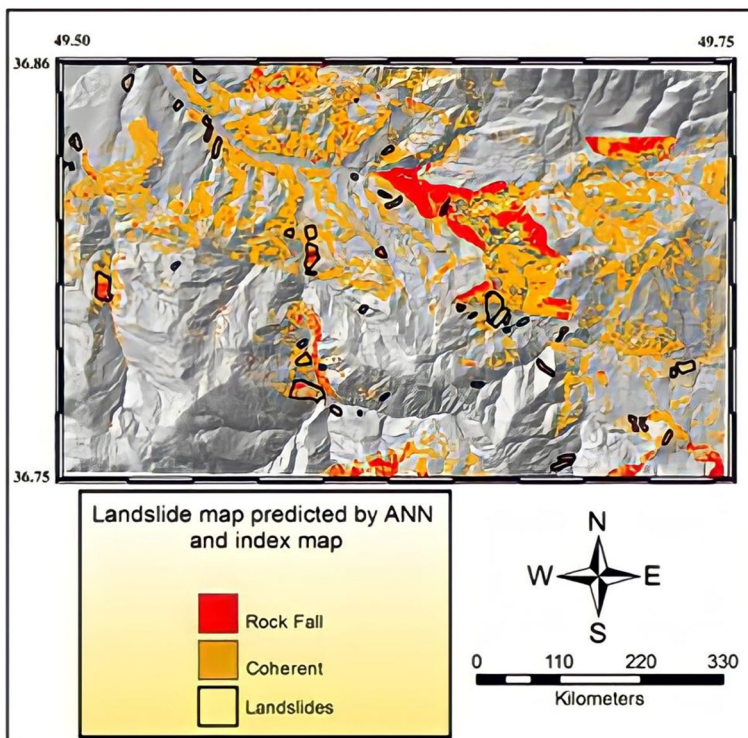 49.50
49.75
36.86
36.75
Landslide map predicted by ANN
and index map
Rock Fall
Coherent
Landslides
N
W
E
S
0 110 220 330
Kilometers